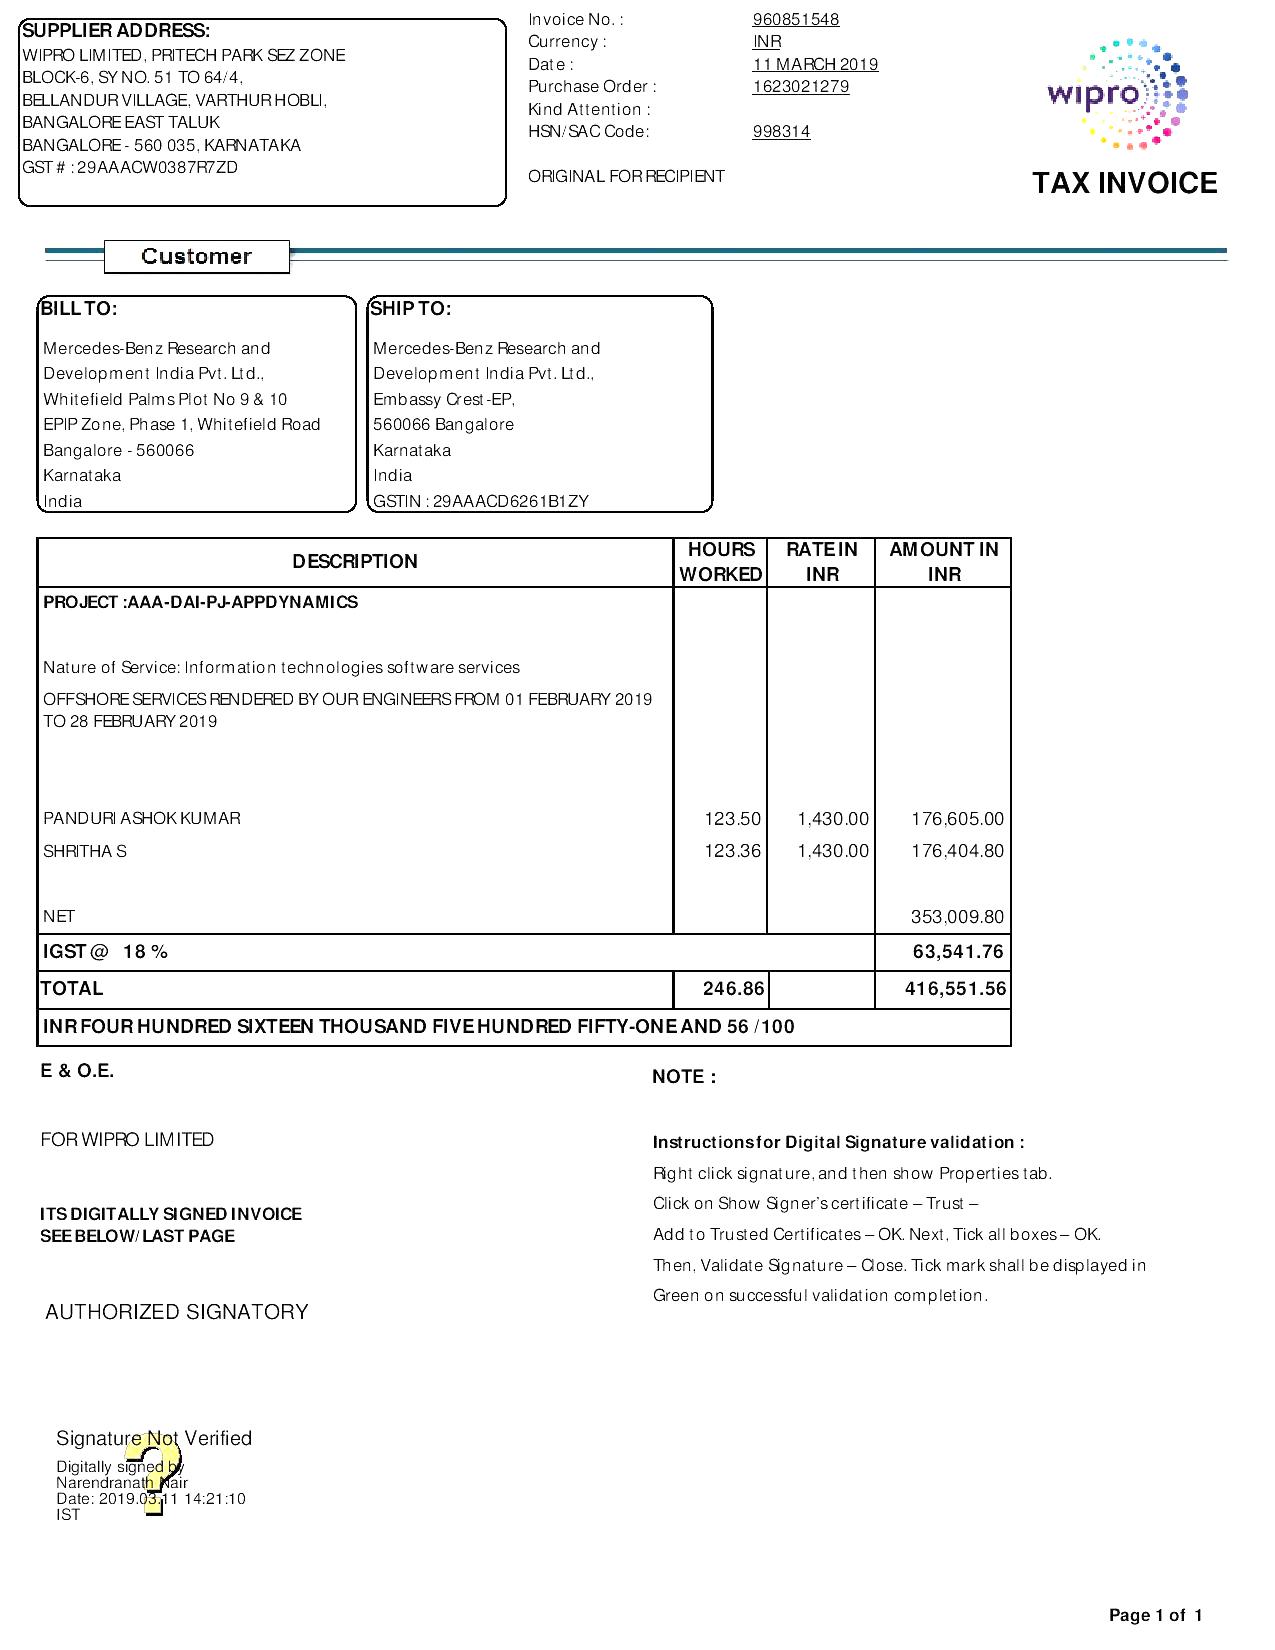 SUPPLIER ADDRESS:
WIPRO LIMITED, PRITECH PARK SEZ ZONE
BLOCK-6, SY NO. 51 TO 64/4,
BELLANDUR VILLAGE, VARTHUR HOBLI,
BANGALORE EAST TALUK
BANGALORE - 560 035, KARNATAKA
GST # : 29AAACW0387R7ZD
Invoice No. : 960851548
Currency : INR
Date : 11 MARCH 2019
Purchase Order : 1623021279
Kind Attention :
HSN/SAC Code: 998314
ORIGINAL FOR RECIPIENT
wipro
TAX INVOICE
Customer
BILL TO:
Mercedes-Benz Research and
Development India Pvt. Ltd.,
Whitefield Palms Plot No 9 & 10
EPIP Zone, Phase 1, Whitefield Road
Bangalore - 560066
Karnataka
India
SHIP TO:
Mercedes-Benz Research and
Development India Pvt. Ltd.,
Embassy Crest-EP,
560066 Bangalore
Karnataka
India
GSTIN : 29AAACD6261B1ZY
DESCRIPTION HOURS WORKED RATE IN INR AMOUNT IN INR
PROJECT :AAA-DAI-PJ-APPDYNAMICS
Nature of Service: Information technologies software services
OFFSHORE SERVICES RENDERED BY OUR ENGINEERS FROM 01 FEBRUARY 2019
TO 28 FEBRUARY 2019
PANDURI ASHOK KUMAR 123.50 1,430.00 176,605.00
SHRITHA S 123.36 1,430.00 176,404.80
NET 353,009.80
IGST @ 18 % 63,541.76
TOTAL 246.86 416,551.56
INR FOUR HUNDRED SIXTEEN THOUSAND FIVE HUNDRED FIFTY-ONE AND 56 /100
E & O.E.
FOR WIPRO LIMITED
ITS DIGITALLY SIGNED INVOICE
SEE BELOW/ LAST PAGE
AUTHORIZED SIGNATORY
NOTE :
Instructions for Digital Signature validation :
Right click signature, and then show Properties tab.
Click on Show Signer's certificate – Trust –
Add to Trusted Certificates – OK. Next, Tick all boxes – OK.
Then, Validate Signature – Close. Tick mark shall be displayed in
Green on successful validation completion.
Signature Not Verified
Digitally signed by
Narendranath Nair
Date: 2019.03.11 14:21:10
IST
?
Page 1 of 1